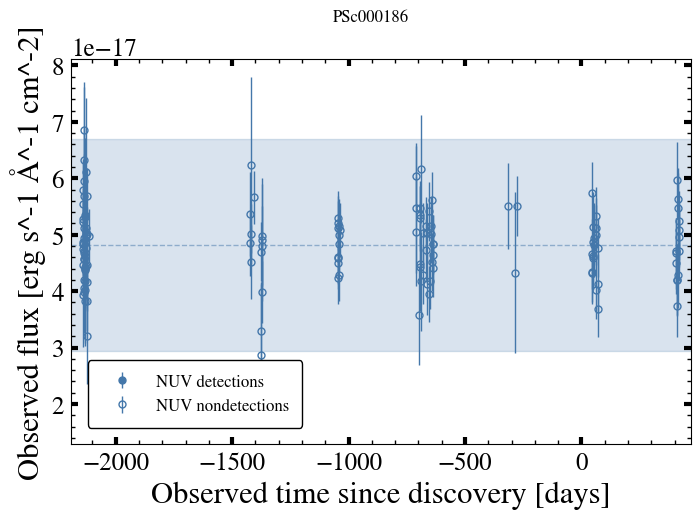 PSc000186
1e−17
8
7
6
5
4
3
2
Observed flux [erg s^-1 Å^-1 cm^-2]
NUV detections
NUV nondetections
−2000 −1500 −1000 −500 0
Observed time since discovery [days]